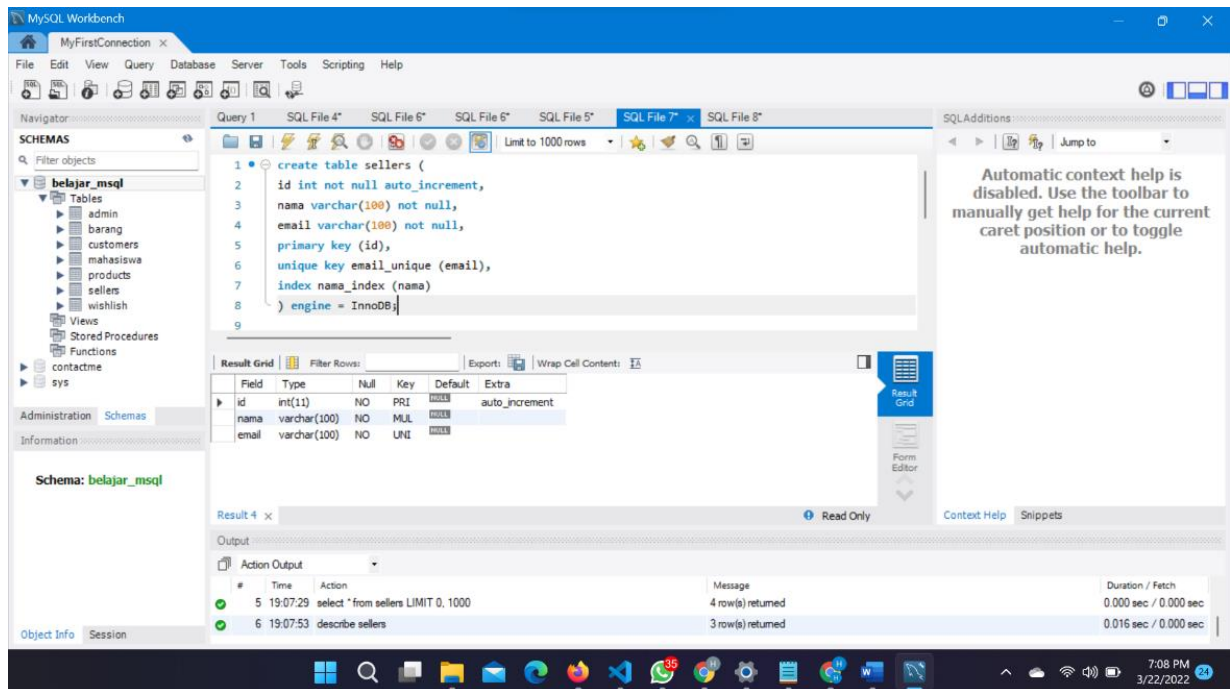 MySQL Workbench
MyFirstConnection
File Edit View Query Database Server Tools Scripting Help
Navigator
SCHEMAS
Filter objects
belajar_msql
Tables
admin
barang
customers
mahasiswa
products
sellers
wishlish
Views
Stored Procedures
Functions
contactme
sys
Administration Schemas
Information
Schema: belajar_msql
Object Info Session
Query 1 SQL File 4* SQL File 6* SQL File 6* SQL File 5* SQL File 7* SQL File 8*
Limit to 1000 rows
1 create table sellers (
2 id int not null auto_increment,
3 nama varchar(100) not null,
4 email varchar(100) not null,
5 primary key (id),
6 unique key email_unique (email),
7 index nama_index (nama)
8 ) engine = InnoDB;
9
Result Grid Filter Rows: Export: Wrap Cell Content:
Field Type Null Key Default Extra
id int(11) NO PRI NULL auto_increment
nama varchar(100) NO MUL NULL
email varchar(100) NO UNI NULL
Result Grid
Form Editor
Result 4 Read Only
SQLAdditions
Jump to
Automatic context help is
disabled. Use the toolbar to
manually get help for the current
caret position or to toggle
automatic help.
Context Help Snippets
Output
Action Output
# Time Action Message Duration / Fetch
5 19:07:29 select * from sellers LIMIT 0, 1000 4 row(s) returned 0.000 sec / 0.000 sec
6 19:07:53 describe sellers 3 row(s) returned 0.016 sec / 0.000 sec
35
7:08 PM
3/22/2022
24